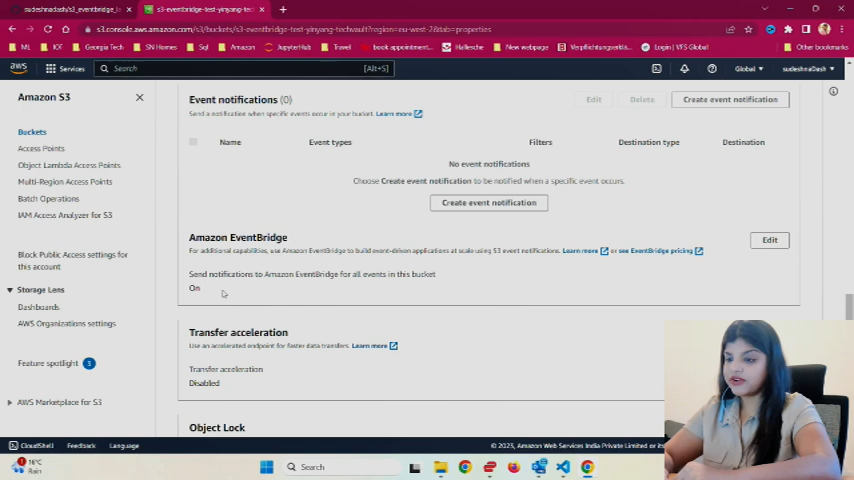 sudeshnadash/s3_eventbridge_l
s3-eventbridge-test-yinyang-tec
s3.console.aws.amazon.com/s3/buckets/s3-eventbridge-test-yinyang-techvault?region=eu-west-2&tab=properties
ML
IOT
Georgia Tech
SN Homes
Sql
Amazon
JupyterHub
Travel
book appointment...
Hallesche
New webpage
Verpflichtungserklä...
Login | VFS Global
Other bookmarks
aws
Services
Search
[Alt+S]
Global
sudeshnaDash
Amazon S3
Buckets
Access Points
Object Lambda Access Points
Multi-Region Access Points
Batch Operations
IAM Access Analyzer for S3
Block Public Access settings for
this account
Storage Lens
Dashboards
AWS Organizations settings
Feature spotlight 3
AWS Marketplace for S3
Event notifications (0)
Edit
Delete
Create event notification
Send a notification when specific events occur in your bucket. Learn more
Name
Event types
Filters
Destination type
Destination
No event notifications
Choose Create event notification to be notified when a specific event occurs.
Create event notification
Amazon EventBridge
Edit
For additional capabilities, use Amazon EventBridge to build event-driven applications at scale using S3 event notifications. Learn more or see EventBridge pricing
Send notifications to Amazon EventBridge for all events in this bucket
On
Transfer acceleration
Use an accelerated endpoint for faster data transfers. Learn more
Transfer acceleration
Disabled
Object Lock
CloudShell
Feedback
Language
© 2023, Amazon Web Services India Private Limited or its
16°C
Rain
Search